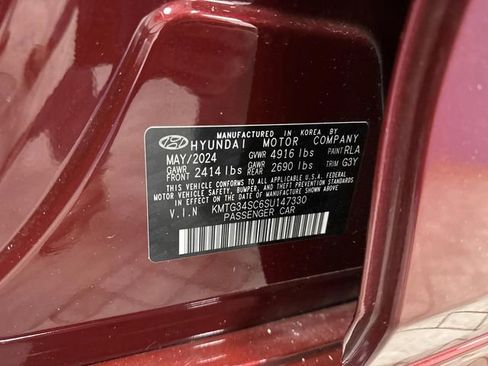 MANUFACTURED IN KOREA BY
HYUNDAI MOTOR COMPANY
MAY/2024 GVWR 4916 lbs PAINT RLA
GAWR FRONT 2414 lbs GAWR REAR 2690 lbs TRIM G3Y
THIS VEHICLE CONFORMS TO ALL APPLICABLE U.S.A. FEDERAL
MOTOR VEHICLE SAFETY, BUMPER, AND THEFT PREVENTION
STANDARDS IN EFFECT ON THE DATE OF MANUFACTURE
SHOWN ABOVE.
V.I.N KMTG34SC6SU147330
PASSENGER CAR